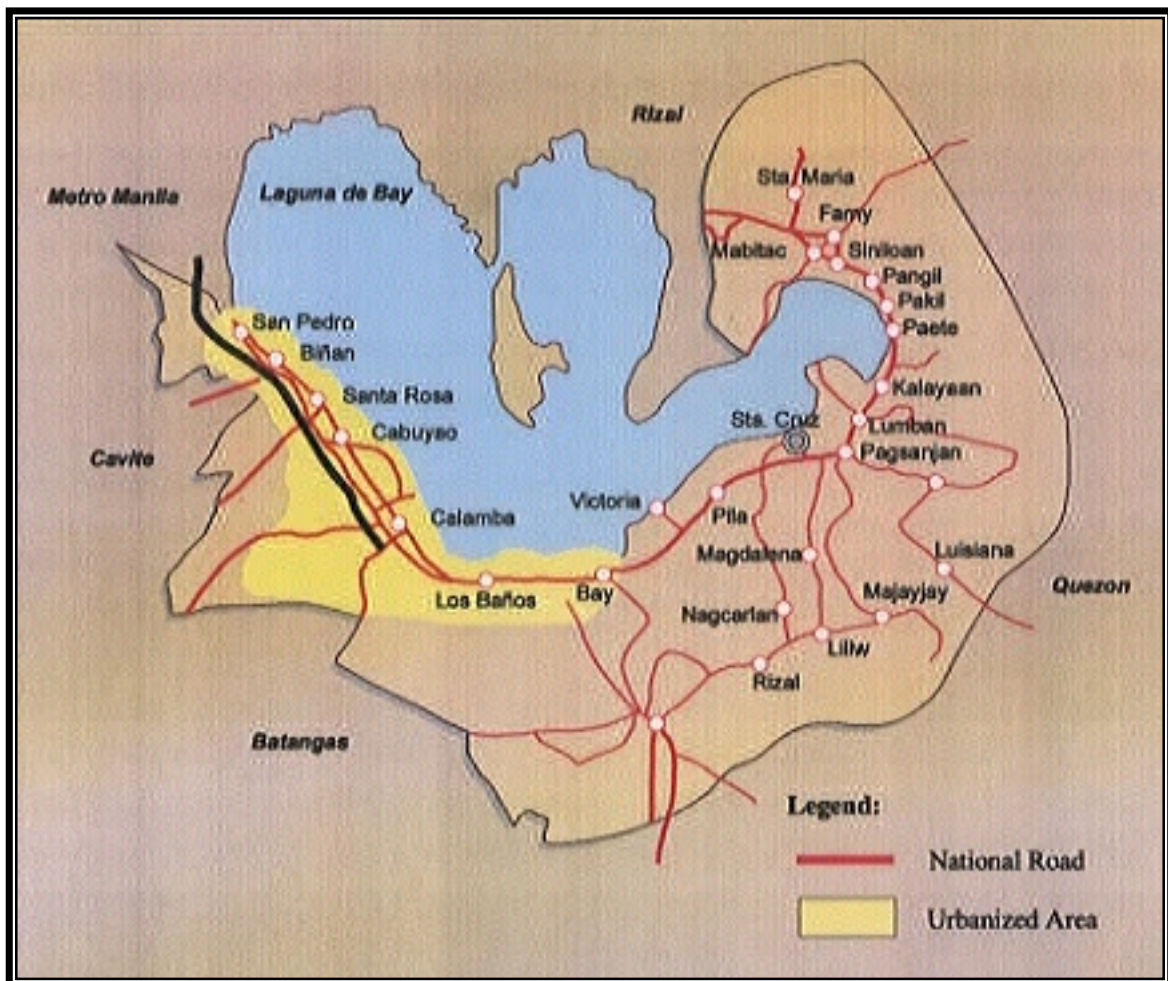 Rizal
Metro Manila
Laguna de Bay
Sta. Maria
Famy
Mabitac
Siniloan
Pangil
Pakil
Paete
San Pedro
Biñan
Santa Rosa
Kalayaan
Cabuyao
Sta. Cruz
Lumban
Cavite
Pagsanjan
Victoria
Pila
Calamba
Magdalena
Luisiana
Los Baños
Bay
Majayjay
Quezon
Nagcarlan
Liliw
Rizal
Batangas
Legend:
National Road
Urbanized Area